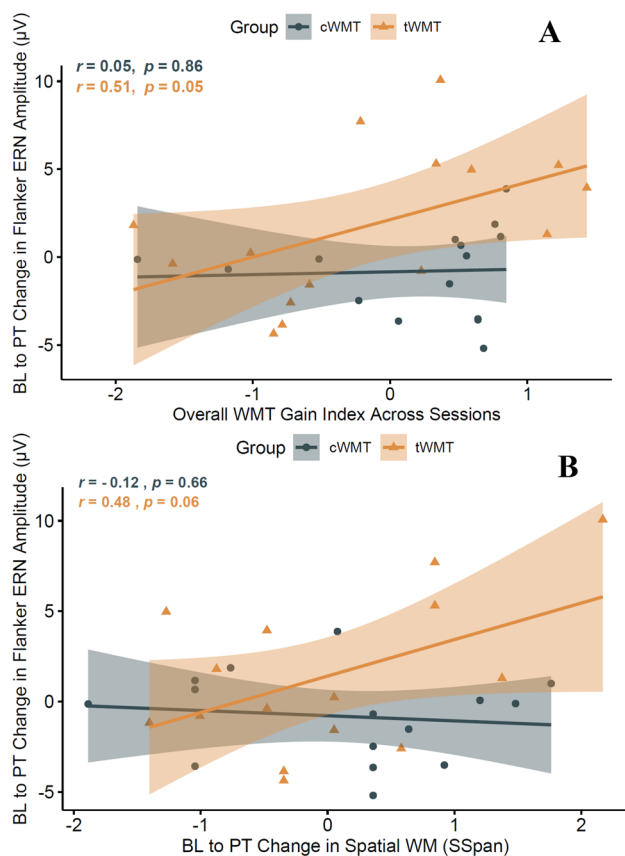 Group cWMT tWMT
A
r = 0.05, p = 0.86
r = 0.51, p = 0.05
BL to PT Change in Flanker ERN Amplitude (µV)
10
5
0
-5
-2 -1 0 1
Overall WMT Gain Index Across Sessions
Group cWMT tWMT
B
r = - 0.12 , p = 0.66
r = 0.48 , p = 0.06
BL to PT Change in Flanker ERN Amplitude (µV)
10
5
0
-5
-2 -1 0 1 2
BL to PT Change in Spatial WM (SSpan)